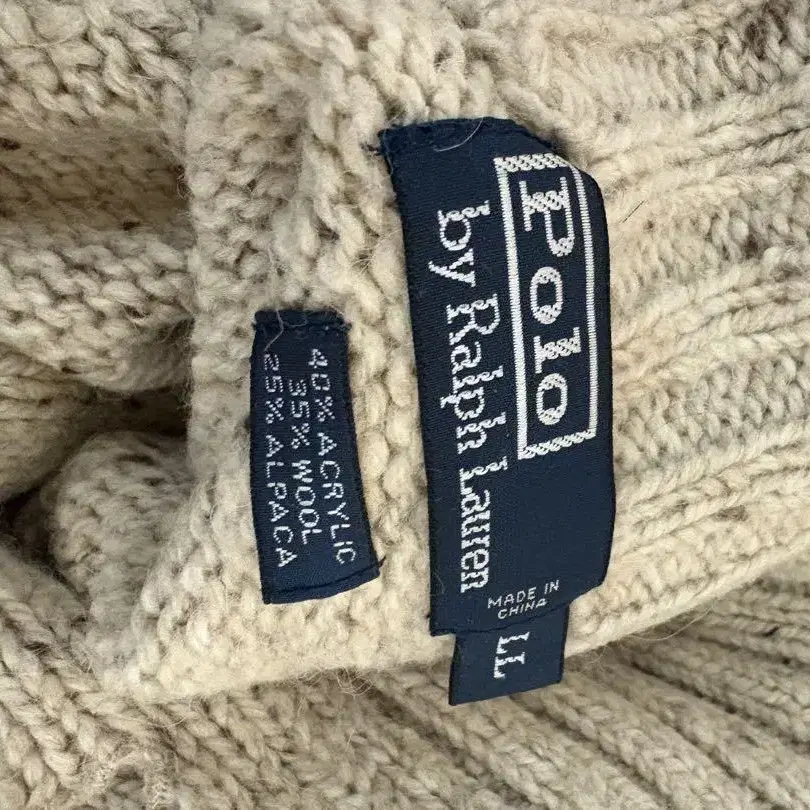 Polo
by Ralph Lauren
MADE IN
CHINA
LL
40% ACRYLIC
35% WOOL
25% ALPACA